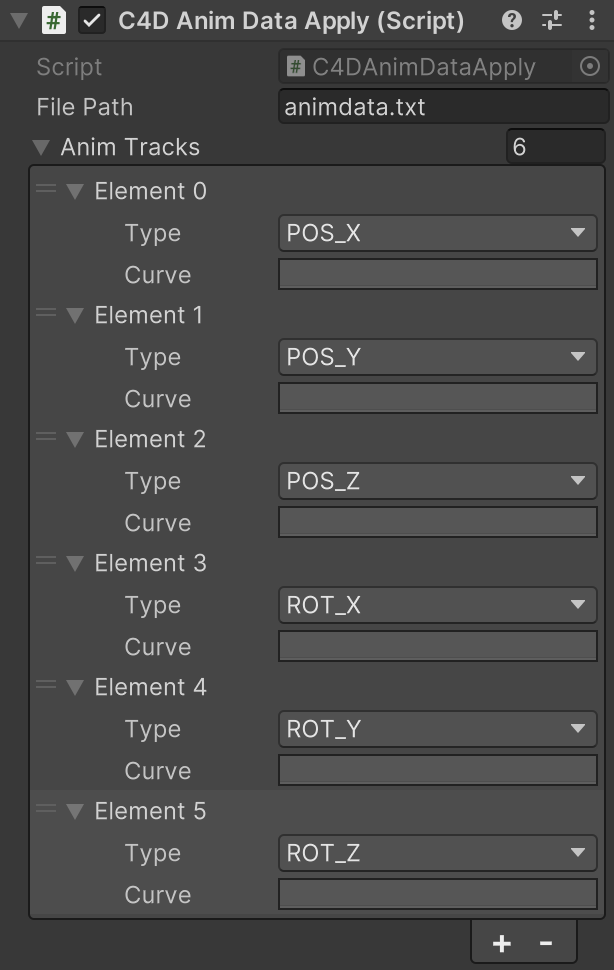 C4D Anim Data Apply (Script)
Script C4DAnimDataApply
File Path animdata.txt
Anim Tracks 6
Element 0
Type POS_X
Curve
Element 1
Type POS_Y
Curve
Element 2
Type POS_Z
Curve
Element 3
Type ROT_X
Curve
Element 4
Type ROT_Y
Curve
Element 5
Type ROT_Z
Curve
+ -